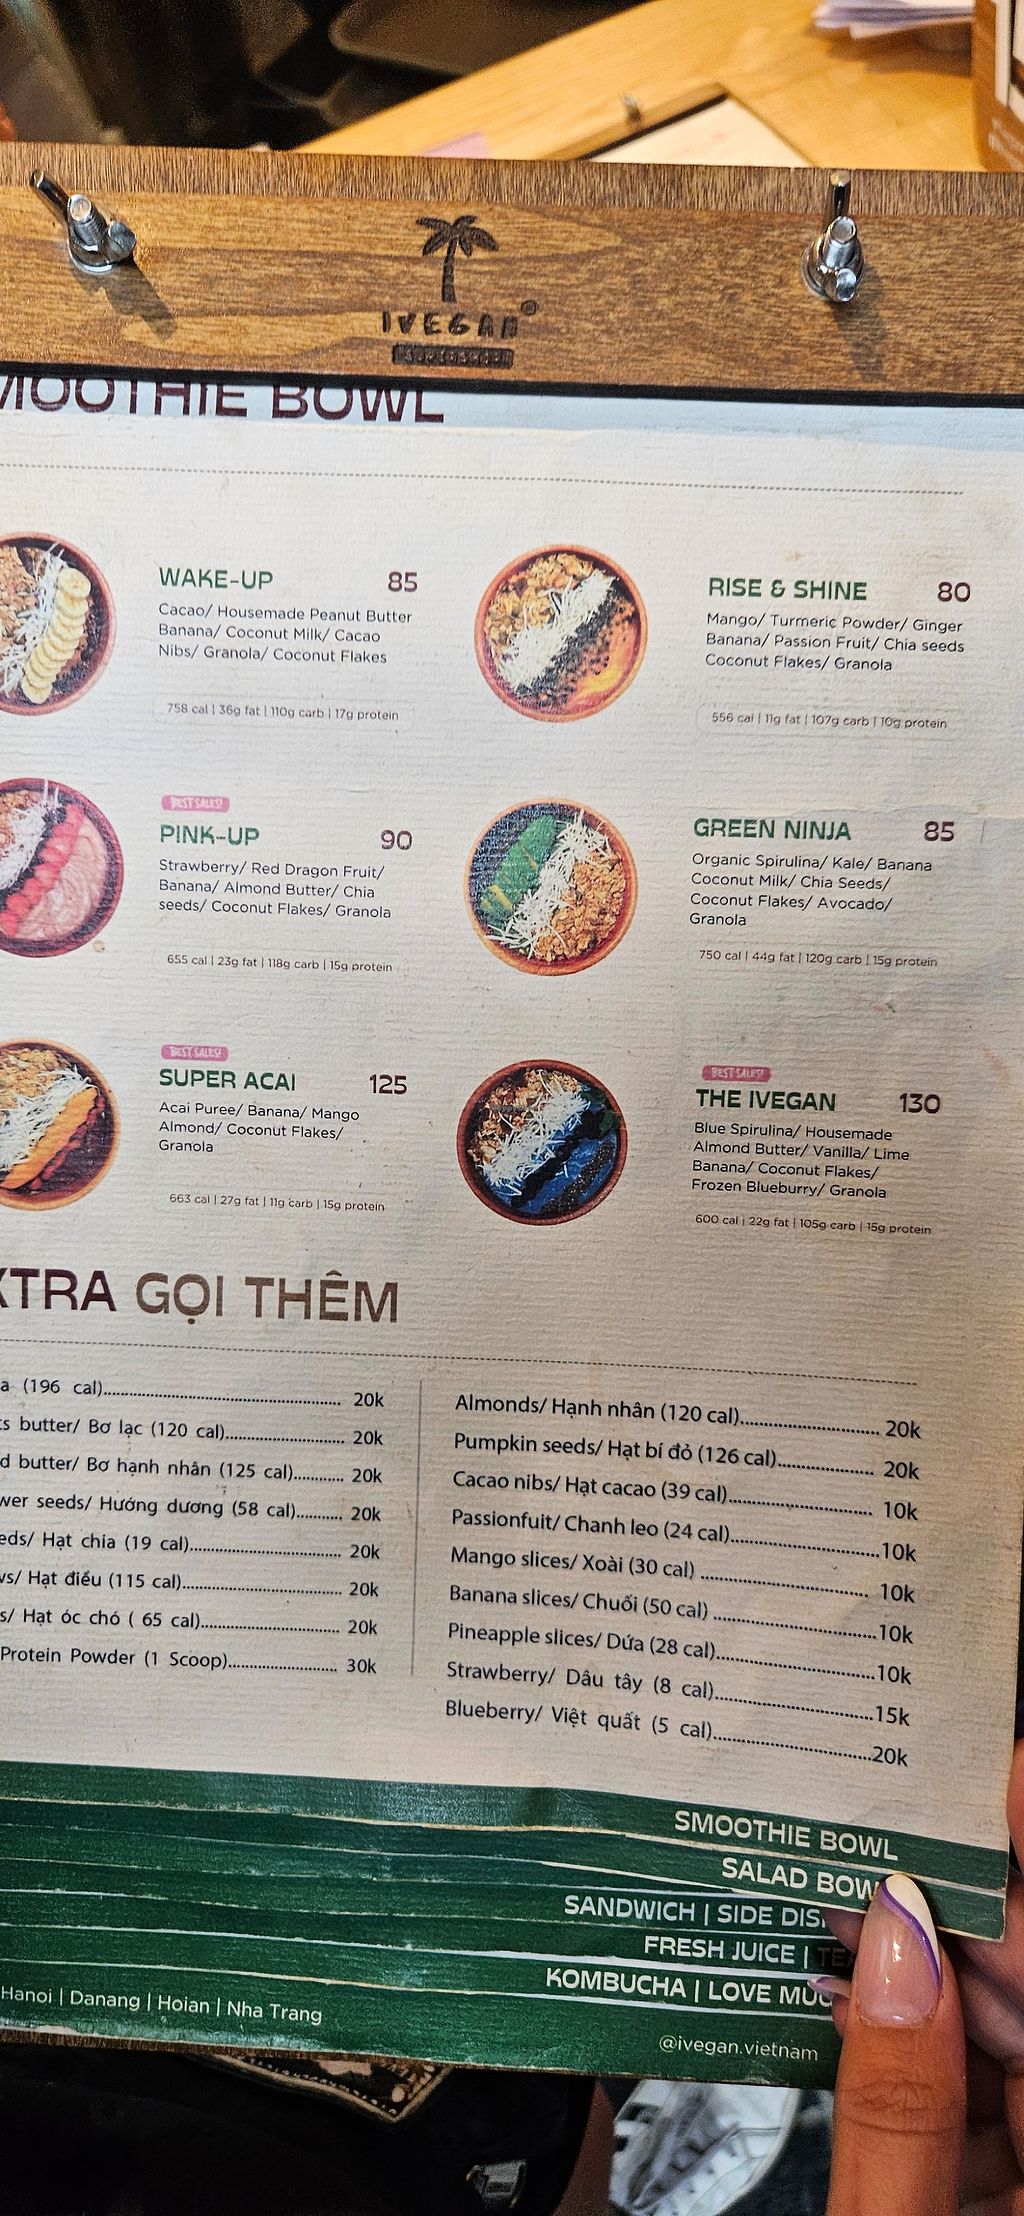 IVEGAN
SMOOTHIE BOWL
WAKE-UP 85
Cacao/ Housemade Peanut Butter
Banana/ Coconut Milk/ Cacao
Nibs/ Granola/ Coconut Flakes
758 cal | 36g fat | 110g carb | 17g protein
RISE & SHINE 80
Mango/ Turmeric Powder/ Ginger
Banana/ Passion Fruit/ Chia seeds
Coconut Flakes/ Granola
556 cal | 11g fat | 107g carb | 10g protein
BEST SALES!
PINK-UP 90
Strawberry/ Red Dragon Fruit/
Banana/ Almond Butter/ Chia
seeds/ Coconut Flakes/ Granola
655 cal | 23g fat | 118g carb | 15g protein
GREEN NINJA 85
Organic Spirulina/ Kale/ Banana
Coconut Milk/ Chia Seeds/
Coconut Flakes/ Avocado/
Granola
750 cal | 44g fat | 120g carb | 15g protein
BEST SALES!
SUPER ACAI 125
Acai Puree/ Banana/ Mango
Almond/ Coconut Flakes/
Granola
663 cal | 27g fat | 11g carb | 15g protein
BEST SALES!
THE IVEGAN 130
Blue Spirulina/ Housemade
Almond Butter/ Vanilla/ Lime
Banana/ Coconut Flakes/
Frozen Blueburry/ Granola
600 cal | 22g fat | 105g carb | 15g protein
XTRA GỌI THÊM
a (196 cal) 20k
ts butter/ Bơ lạc (120 cal) 20k
d butter/ Bơ hạnh nhân (125 cal) 20k
wer seeds/ Hướng dương (58 cal) 20k
eds/ Hạt chia (19 cal) 20k
ws/ Hạt điều (115 cal) 20k
s/ Hạt óc chó ( 65 cal) 20k
Protein Powder (1 Scoop) 30k
Almonds/ Hạnh nhân (120 cal) 20k
Pumpkin seeds/ Hạt bí đỏ (126 cal) 20k
Cacao nibs/ Hạt cacao (39 cal) 10k
Passionfuit/ Chanh leo (24 cal) 10k
Mango slices/ Xoài (30 cal) 10k
Banana slices/ Chuối (50 cal) 10k
Pineapple slices/ Dứa (28 cal) 10k
Strawberry/ Dâu tây (8 cal) 15k
Blueberry/ Việt quất (5 cal) 20k
SMOOTHIE BOWL
SALAD BOW
SANDWICH | SIDE DIS
FRESH JUICE | TEA
KOMBUCHA | LOVE MUG
Hanoi | Danang | Hoian | Nha Trang
@ivegan.vietnam